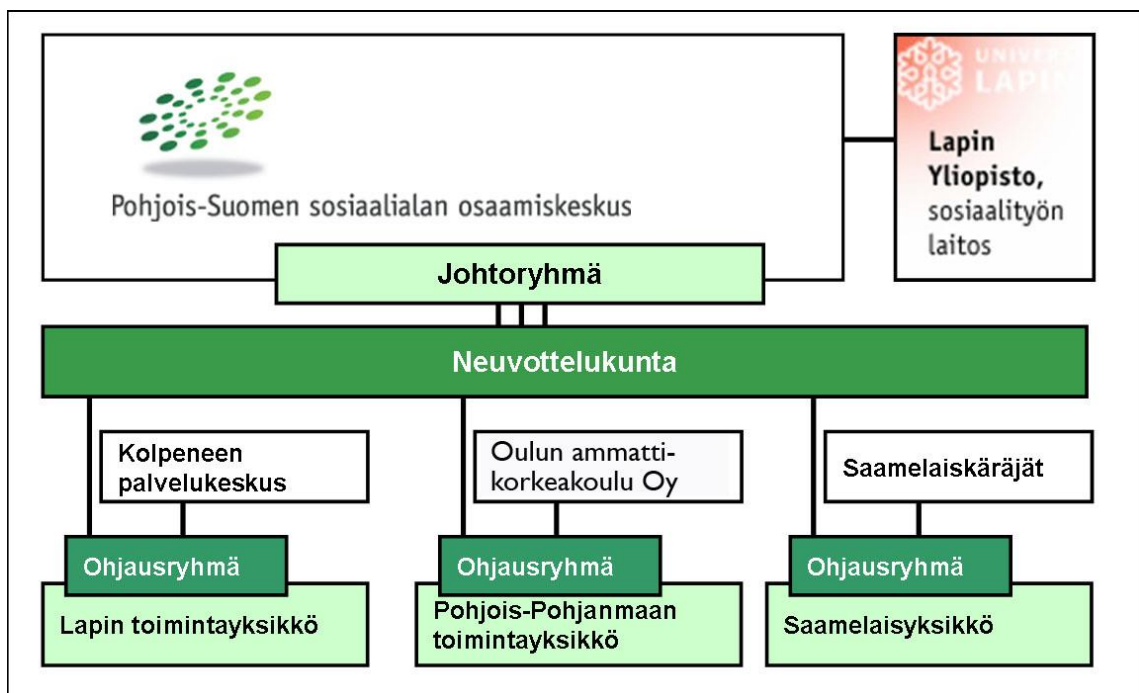 Pohjois-Suomen sosiaalialan osaamiskeskus
LAPIN
Lapin
Yliopisto,
sosiaalityön
laitos
Johtoryhmä
Neuvottelukunta
Kolpeneen
palvelukeskus
Oulun ammatti-
korkeakoulu Oy
Saamelaiskäräjät
Ohjausryhmä
Ohjausryhmä
Ohjausryhmä
Lapin toimintayksikkö
Pohjois-Pohjanmaan
toimintayksikkö
Saamelaisyksikkö